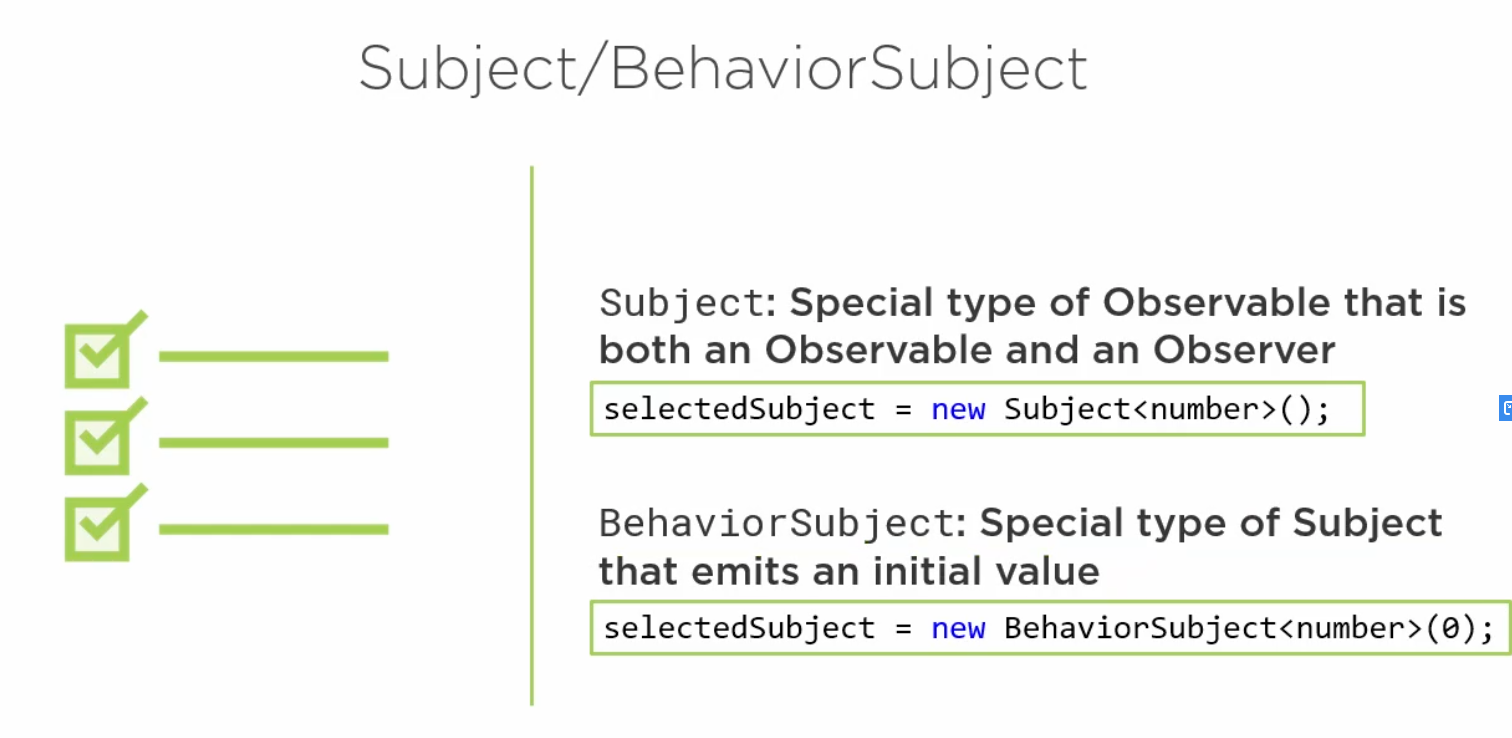 Subject/BehaviorSubject
Subject: Special type of Observable that is
both an Observable and an Observer
selectedSubject = new Subject<number>();
BehaviorSubject: Special type of Subject
that emits an initial value
selectedSubject = new BehaviorSubject<number>(0);